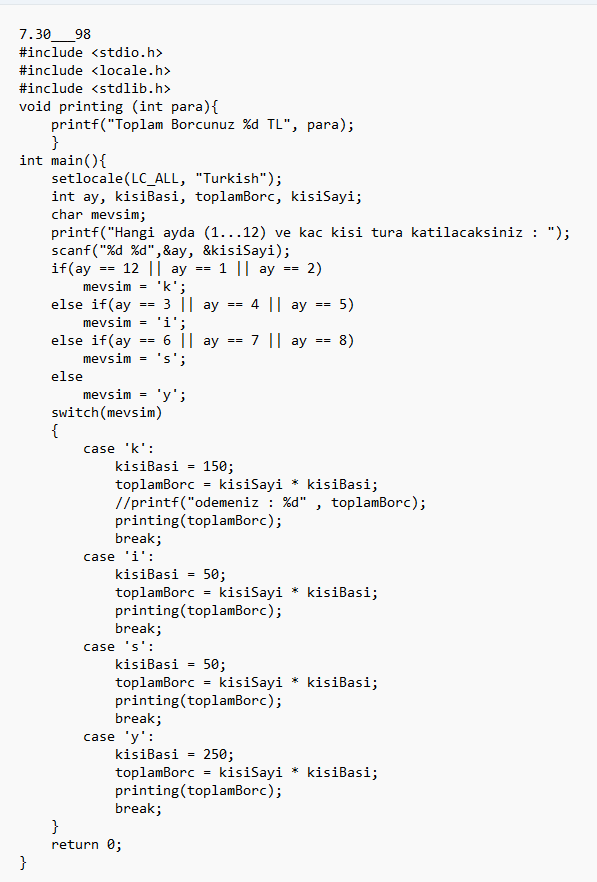 7.30___98
#include <stdio.h>
#include <locale.h>
#include <stdlib.h>
void printing (int para){
    printf("Toplam Borcunuz %d TL", para);
    }
int main(){
    setlocale(LC_ALL, "Turkish");
    int ay, kisiBasi, toplamBorc, kisiSayi;
    char mevsim;
    printf("Hangi ayda (1...12) ve kac kisi tura katilacaksiniz : ");
    scanf("%d %d",&ay, &kisiSayi);
    if(ay == 12 || ay == 1 || ay == 2)
        mevsim = 'k';
    else if(ay == 3 || ay == 4 || ay == 5)
        mevsim = 'i';
    else if(ay == 6 || ay == 7 || ay == 8)
        mevsim = 's';
    else
        mevsim = 'y';
    switch(mevsim)
    {
        case 'k':
            kisiBasi = 150;
            toplamBorc = kisiSayi * kisiBasi;
            //printf("odemeniz : %d" , toplamBorc);
            printing(toplamBorc);
            break;
        case 'i':
            kisiBasi = 50;
            toplamBorc = kisiSayi * kisiBasi;
            printing(toplamBorc);
            break;
        case 's':
            kisiBasi = 50;
            toplamBorc = kisiSayi * kisiBasi;
            printing(toplamBorc);
            break;
        case 'y':
            kisiBasi = 250;
            toplamBorc = kisiSayi * kisiBasi;
            printing(toplamBorc);
            break;
    }
    return 0;
}